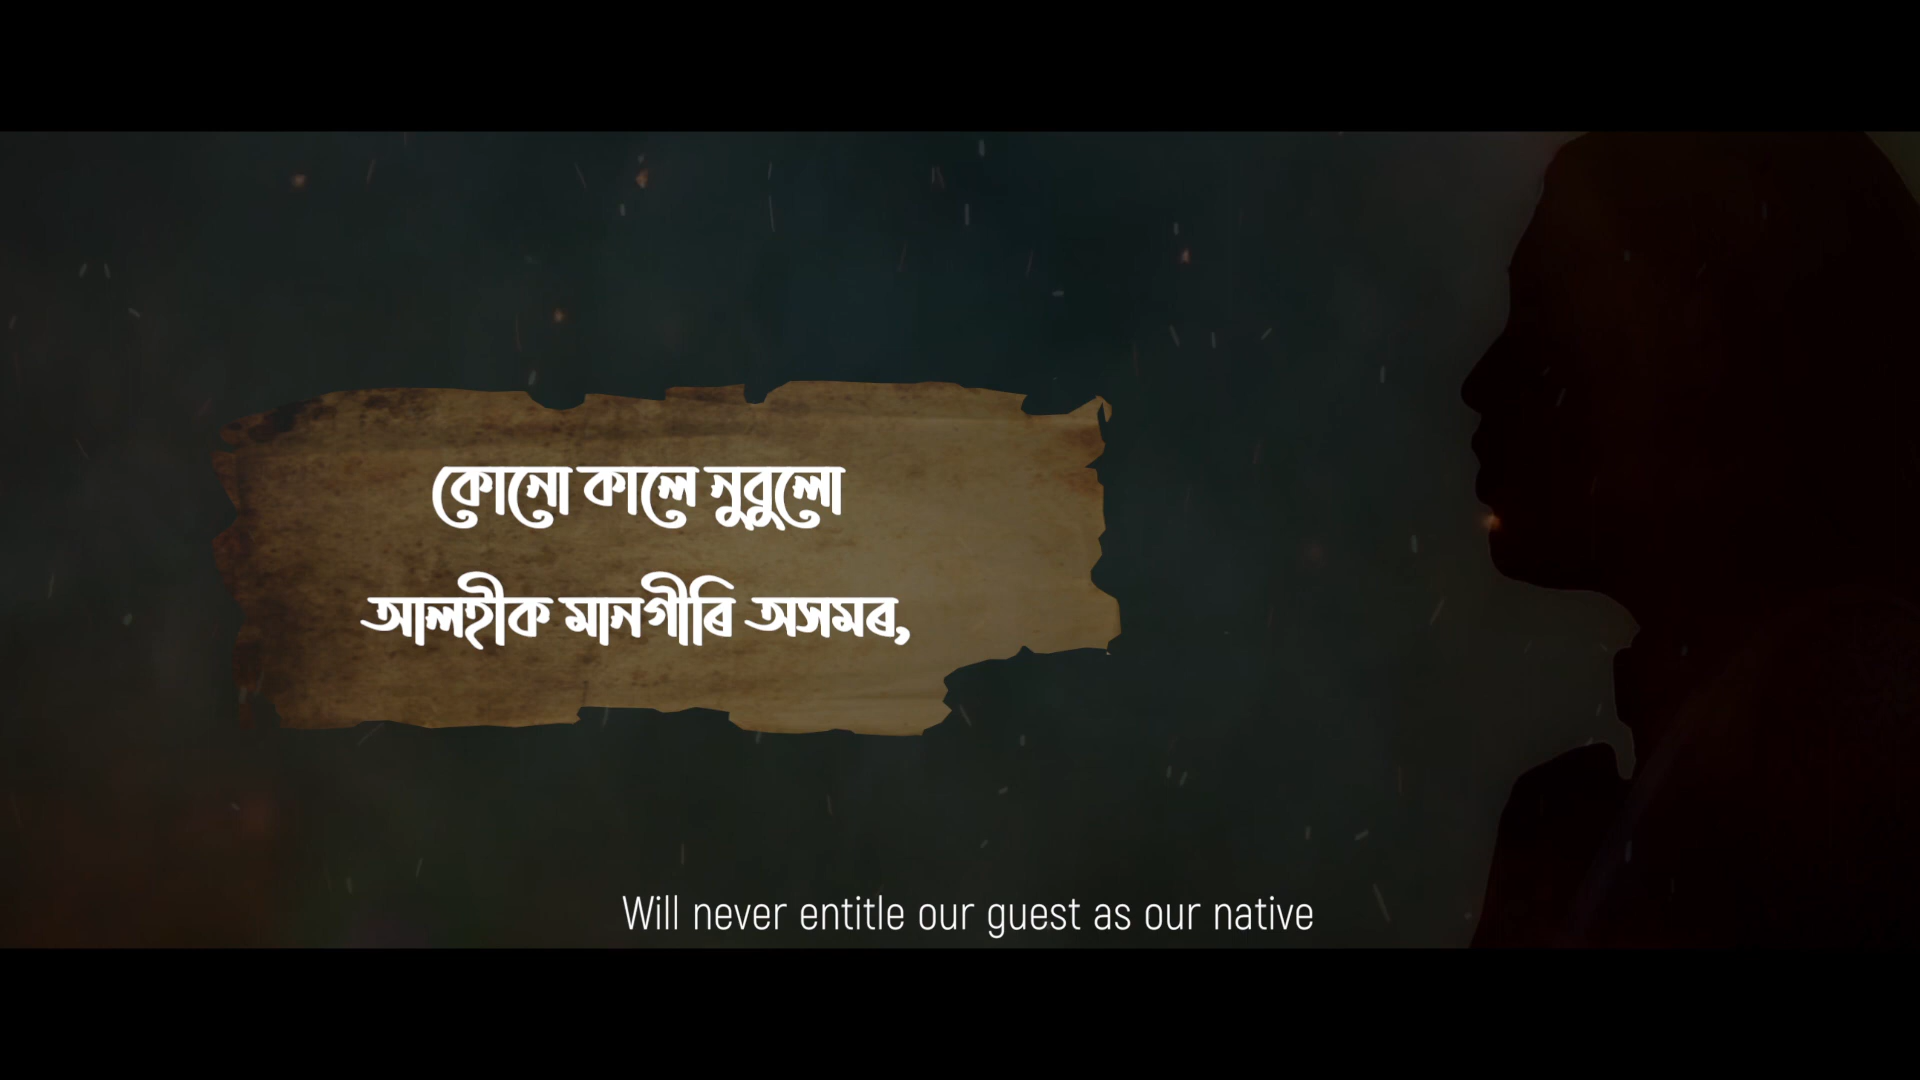 কোনো কালে নুবুলো
আলহীক মানগীৰি অসমৰ,
Will never entitle our guest as our native